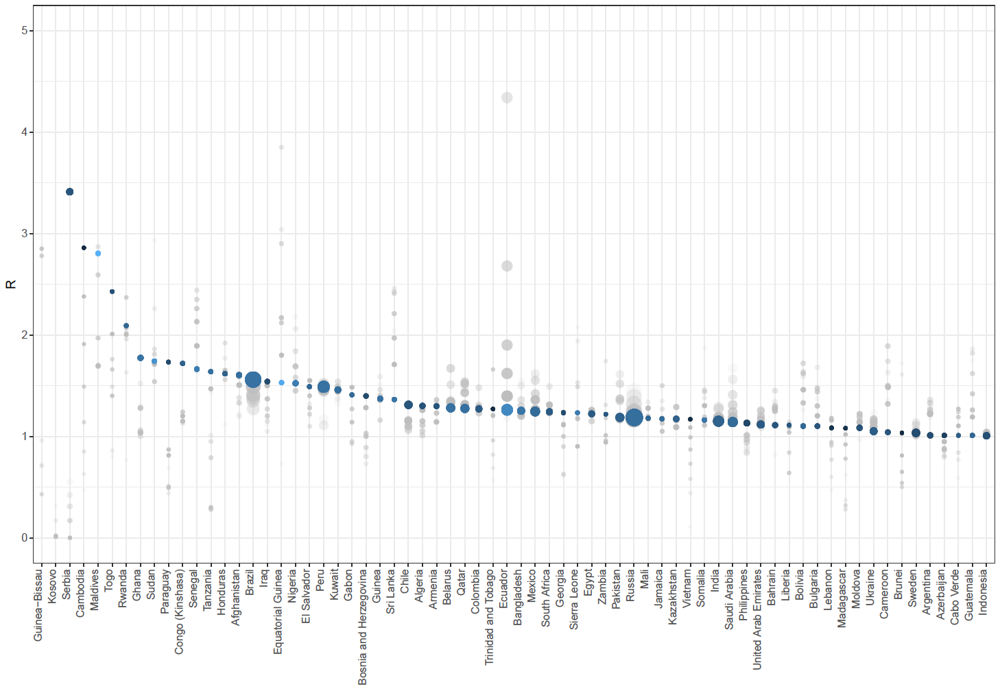 5
4
3
2
1
0
R
Guinea−Bissau
Kosovo
Serbia
Cambodia
Maldives
Togo
Rwanda
Ghana
Sudan
Paraguay
Congo (Kinshasa)
Senegal
Tanzania
Honduras
Afghanistan
Brazil
Iraq
Equatorial Guinea
Nigeria
El Salvador
Peru
Kuwait
Gabon
Bosnia and Herzegovina
Guinea
Sri Lanka
Chile
Algeria
Armenia
Belarus
Qatar
Colombia
Trinidad and Tobago
Ecuador
Bangladesh
Mexico
South Africa
Georgia
Sierra Leone
Egypt
Zambia
Pakistan
Russia
Mali
Jamaica
Kazakhstan
Vietnam
Somalia
India
Saudi Arabia
Philippines
United Arab Emirates
Bahrain
Liberia
Bolivia
Bulgaria
Lebanon
Madagascar
Moldova
Ukraine
Cameroon
Brunei
Sweden
Argentina
Azerbaijan
Cabo Verde
Guatemala
Indonesia